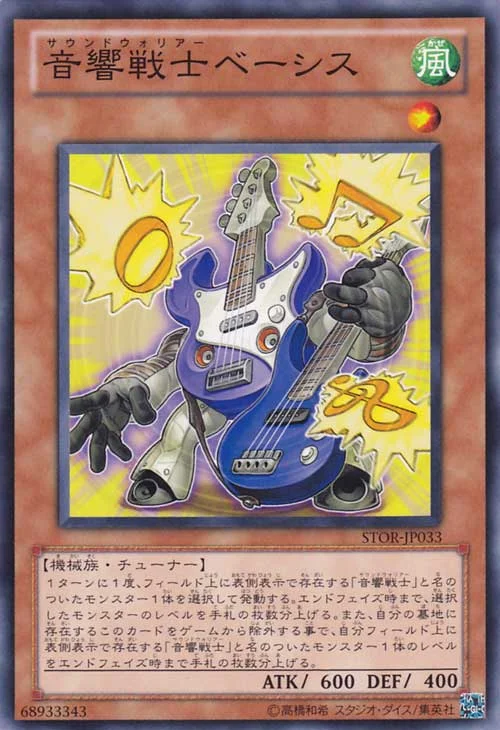 サウンドウォリアー
音響戦士ベーシス
かぜ
風
STOR-JP033
【機械族・チューナー】
1ターンに1度、フィールド上に表側表示で存在する「音響戦士」と名の
ついたモンスター1体を選択して発動する。エンドフェイズ時まで、選択
したモンスターのレベルを手札の枚数分上げる。また、自分の墓地に
存在するこのカードをゲームから除外する事で、自分フィールド上に
表側表示で存在する「音響戦士」と名のついたモンスター1体のレベル
をエンドフェイズ時まで手札の枚数分上げる。
ATK/ 600 DEF/ 400
68933343
©高橋和希 スタジオ・ダイス/集英社